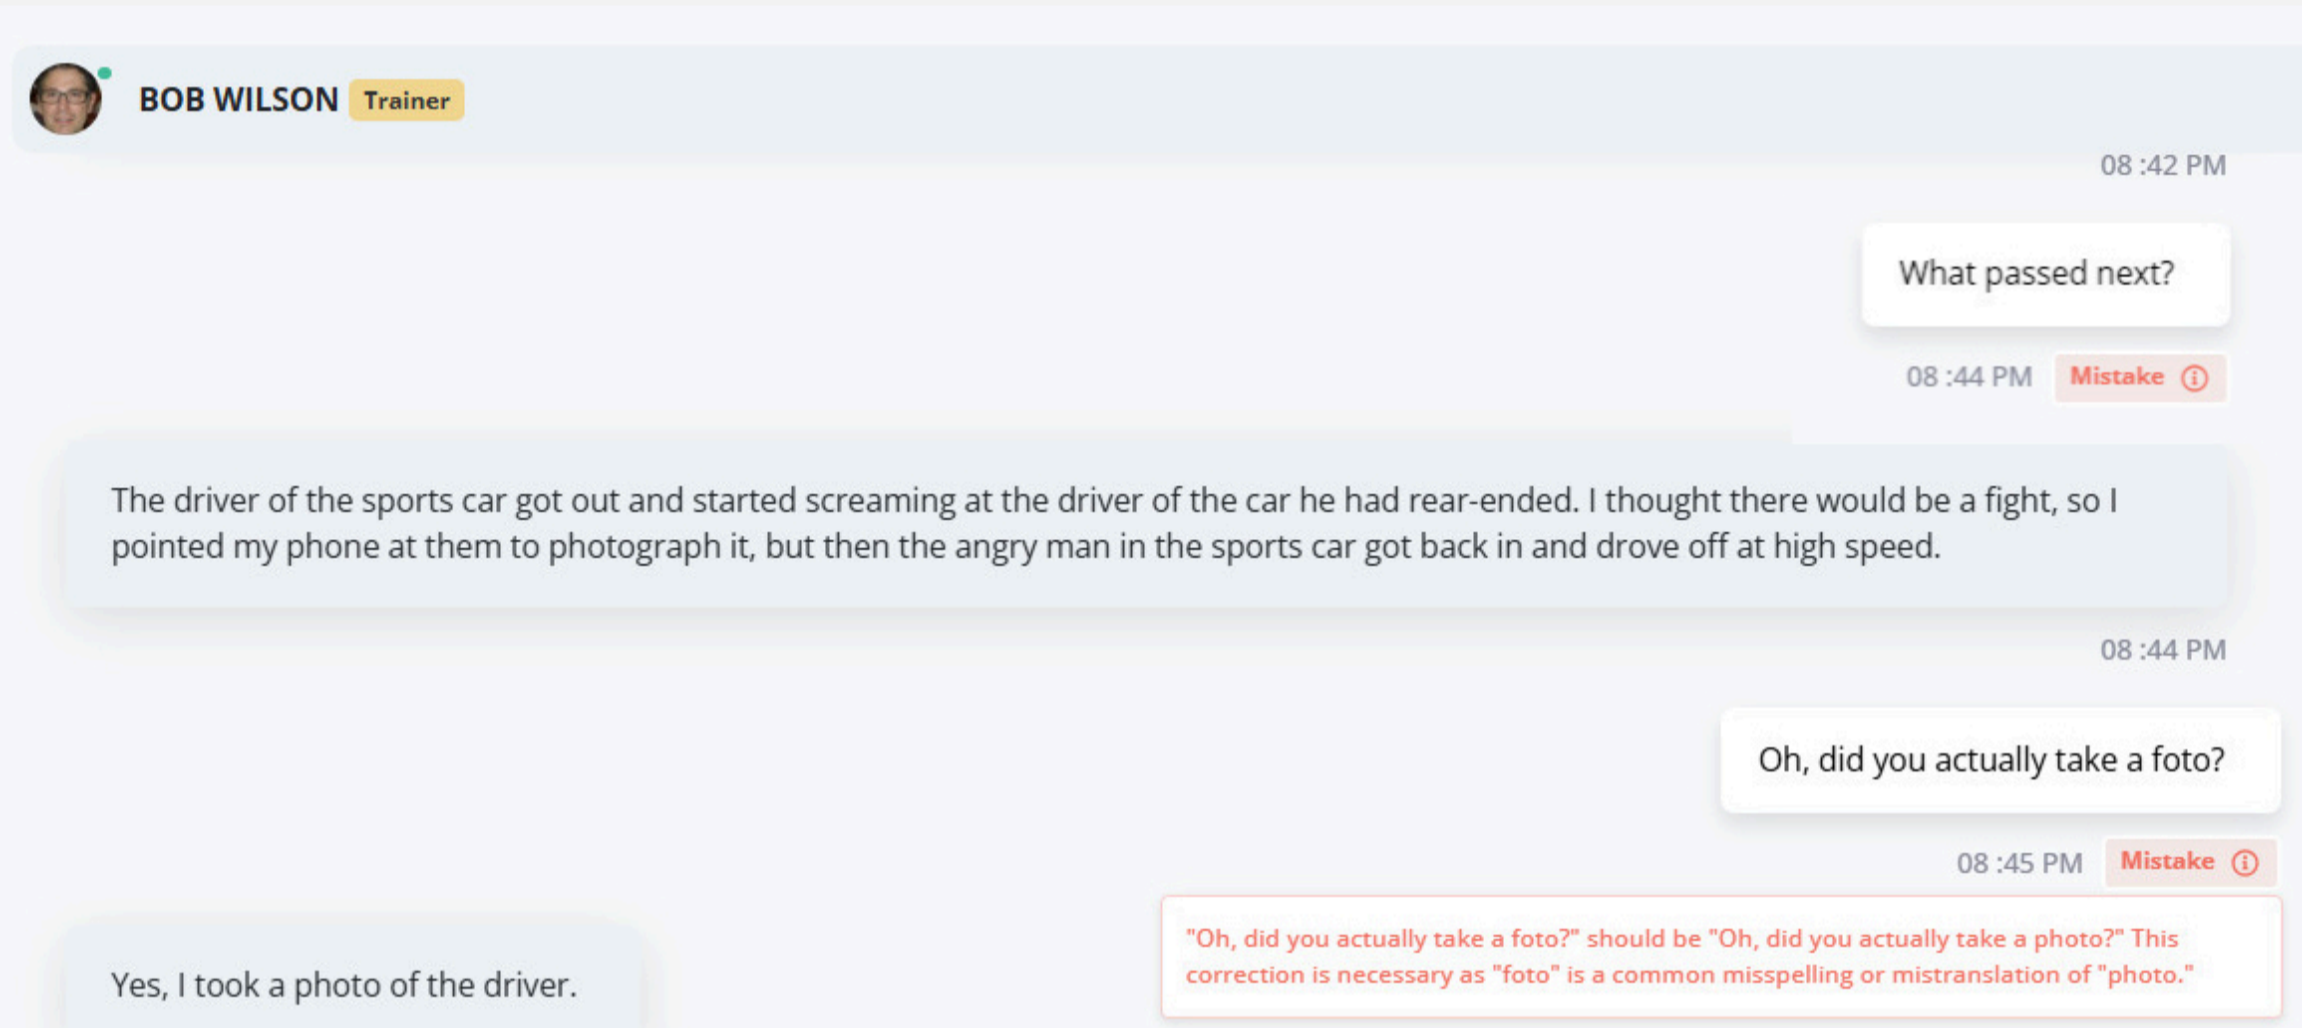 BOB WILSON Trainer
08 :42 PM
What passed next?
08 :44 PM Mistake
The driver of the sports car got out and started screaming at the driver of the car he had rear-ended. I thought there would be a fight, so I
pointed my phone at them to photograph it, but then the angry man in the sports car got back in and drove off at high speed.
08 :44 PM
Oh, did you actually take a foto?
08 :45 PM Mistake
"Oh, did you actually take a foto?" should be "Oh, did you actually take a photo?" This
correction is necessary as "foto" is a common misspelling or mistranslation of "photo."
Yes, I took a photo of the driver.